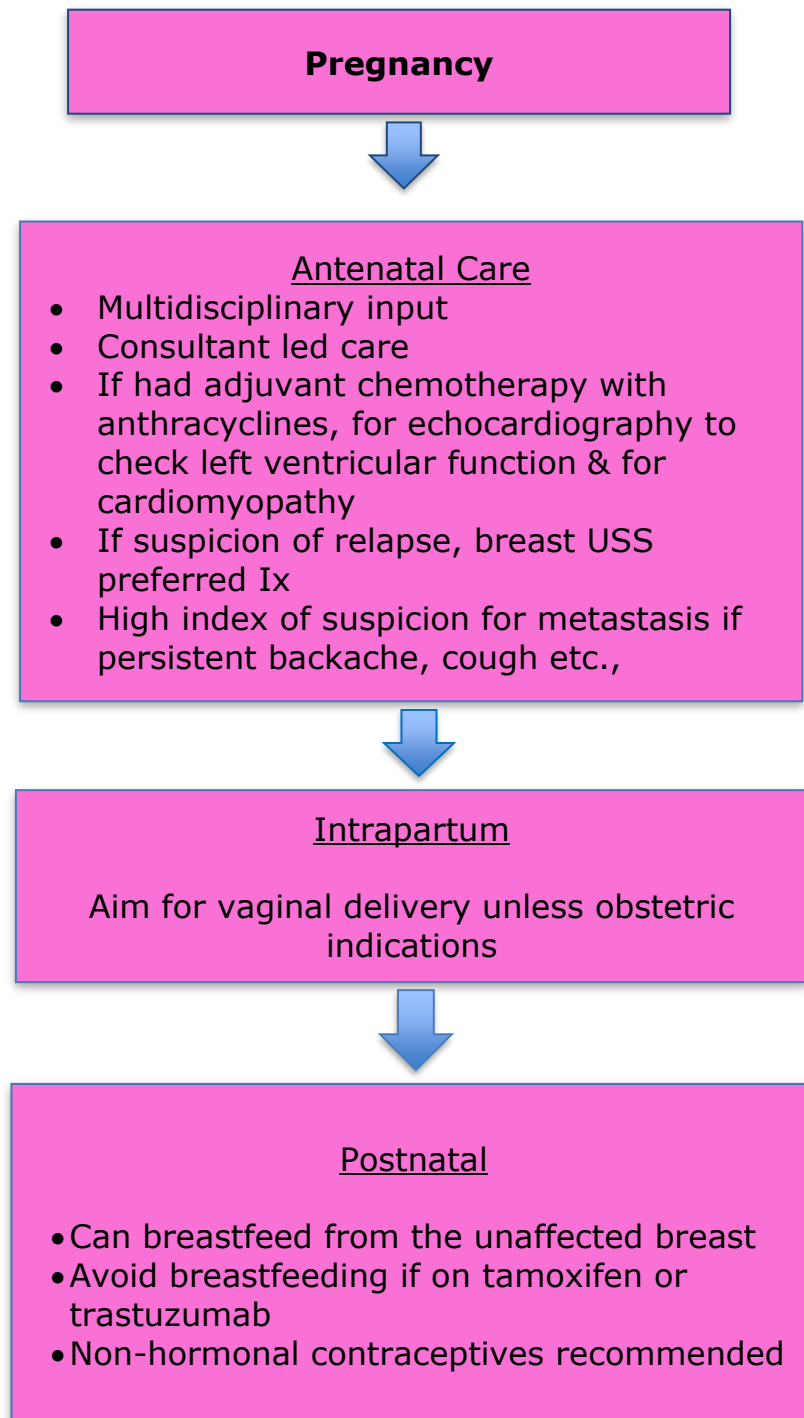 Pregnancy
Antenatal Care
• Multidisciplinary input
• Consultant led care
• If had adjuvant chemotherapy with
anthracyclines, for echocardiography to
check left ventricular function & for
cardiomyopathy
• If suspicion of relapse, breast USS
preferred Ix
• High index of suspicion for metastasis if
persistent backache, cough etc.,
Intrapartum
Aim for vaginal delivery unless obstetric
indications
Postnatal
• Can breastfeed from the unaffected breast
• Avoid breastfeeding if on tamoxifen or
trastuzumab
• Non-hormonal contraceptives recommended